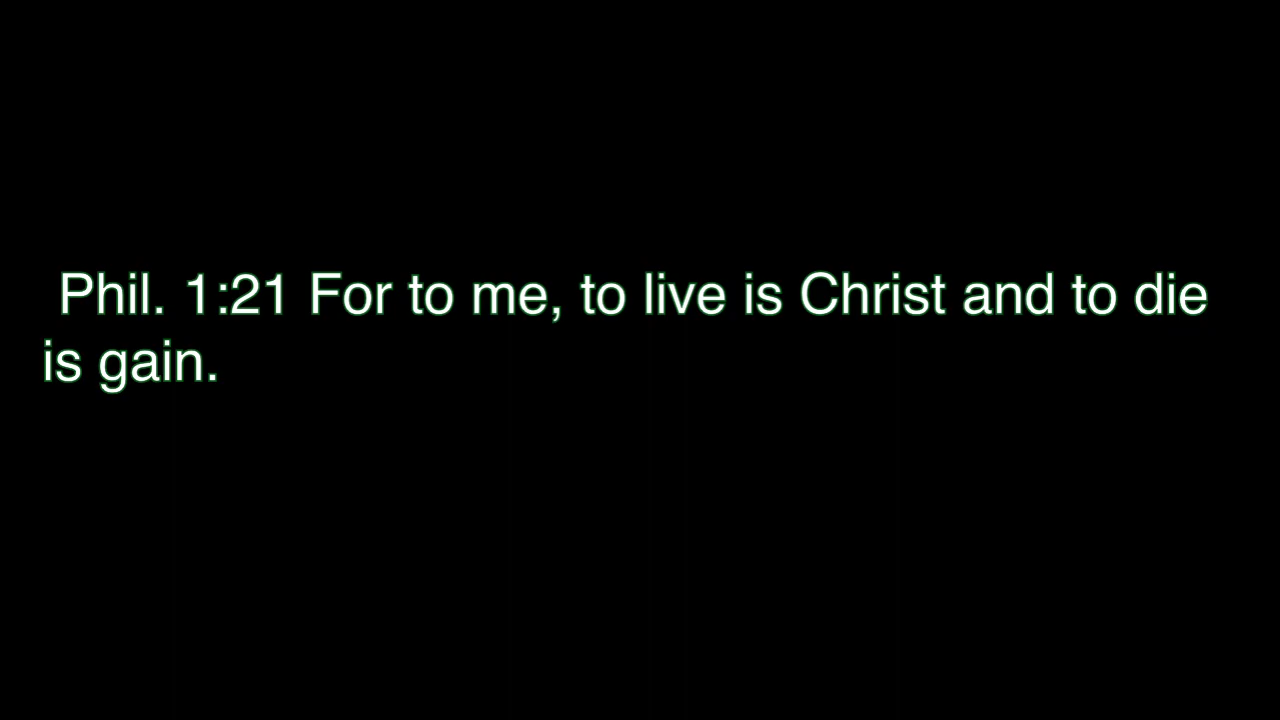 Phil. 1:21 For to me, to live is Christ and to die
is gain.